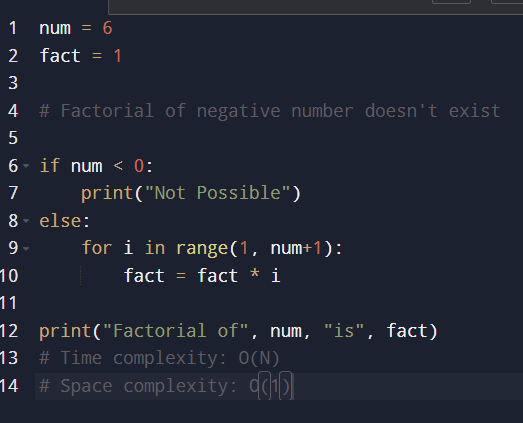 1 num = 6
2 fact = 1
3
4 # Factorial of negative number doesn't exist
5
6 if num < 0:
7     print("Not Possible")
8 else:
9     for i in range(1, num+1):
10         fact = fact * i
11
12 print("Factorial of", num, "is", fact)
13 # Time complexity: O(N)
14 # Space complexity: O(1)